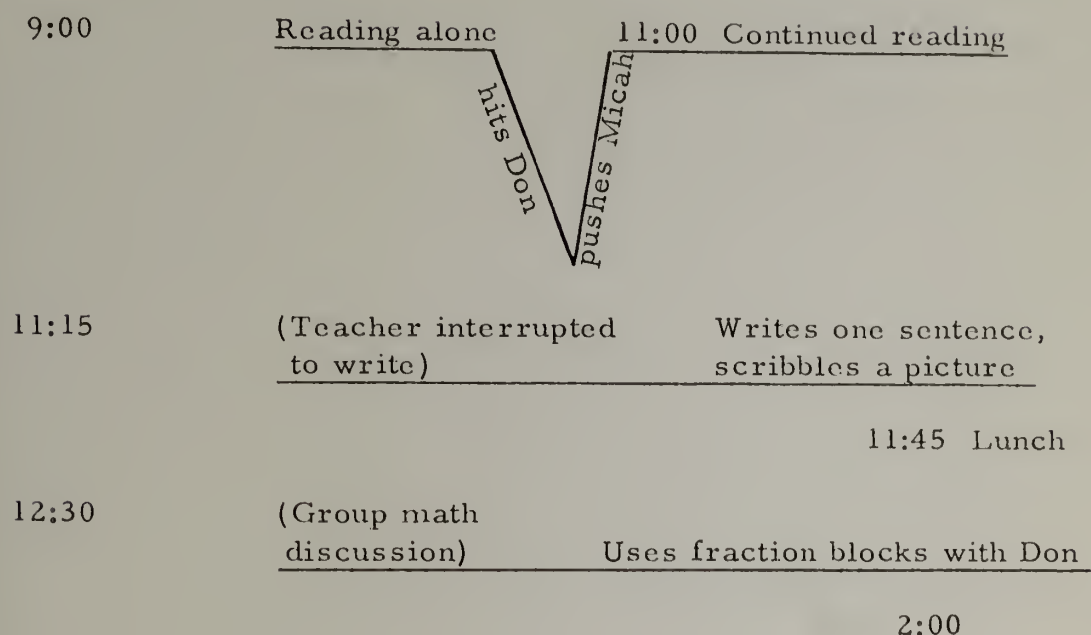 9:00 Reading alone 11:00 Continued reading
hits Don
pushes Micah
11:15 (Teacher interrupted Writes one sentence,
to write) scribbles a picture
11:45 Lunch
12:30 (Group math
discussion) Uses fraction blocks with Don
2:00